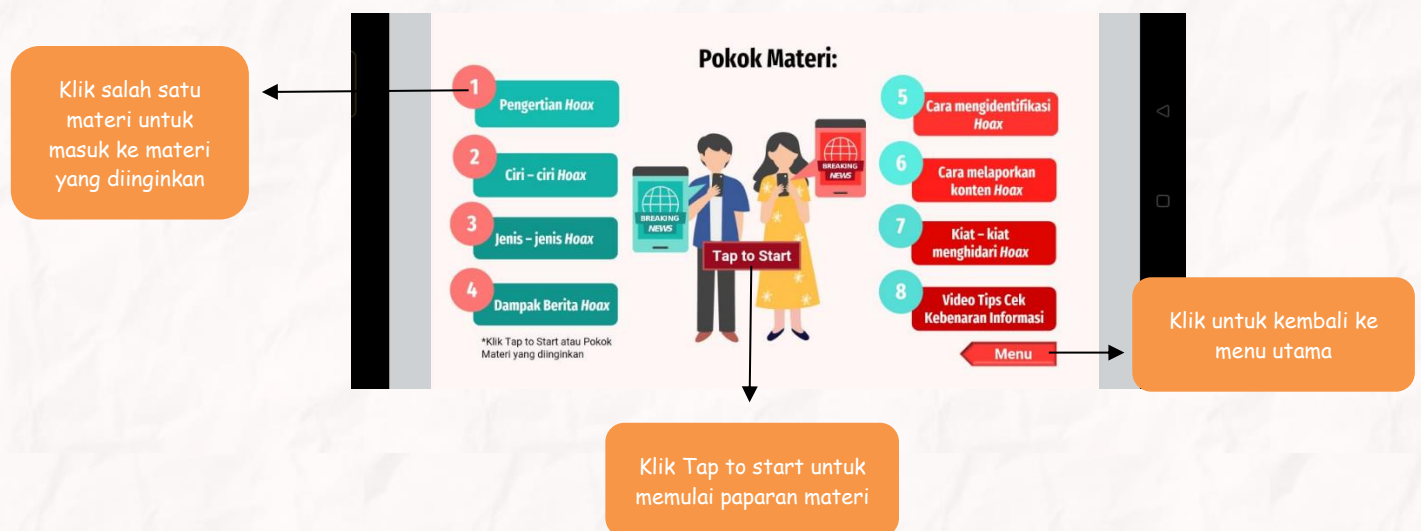 Klik salah satu
materi untuk
masuk ke materi
yang diinginkan
Pokok Materi:
1
Pengertian Hoax
2
Ciri – ciri Hoax
3
Jenis – jenis Hoax
4
Dampak Berita Hoax
*Klik Tap to Start atau Pokok
Materi yang diinginkan
BREAKING
NEWS
BREAKING
NEWS
Tap to Start
5
Cara mengidentifikasi
Hoax
6
Cara melaporkan
konten Hoax
7
Kiat – kiat
menghidari Hoax
8
Video Tips Cek
Kebenaran Informasi
Menu
Klik untuk kembali ke
menu utama
Klik Tap to start untuk
memulai paparan materi